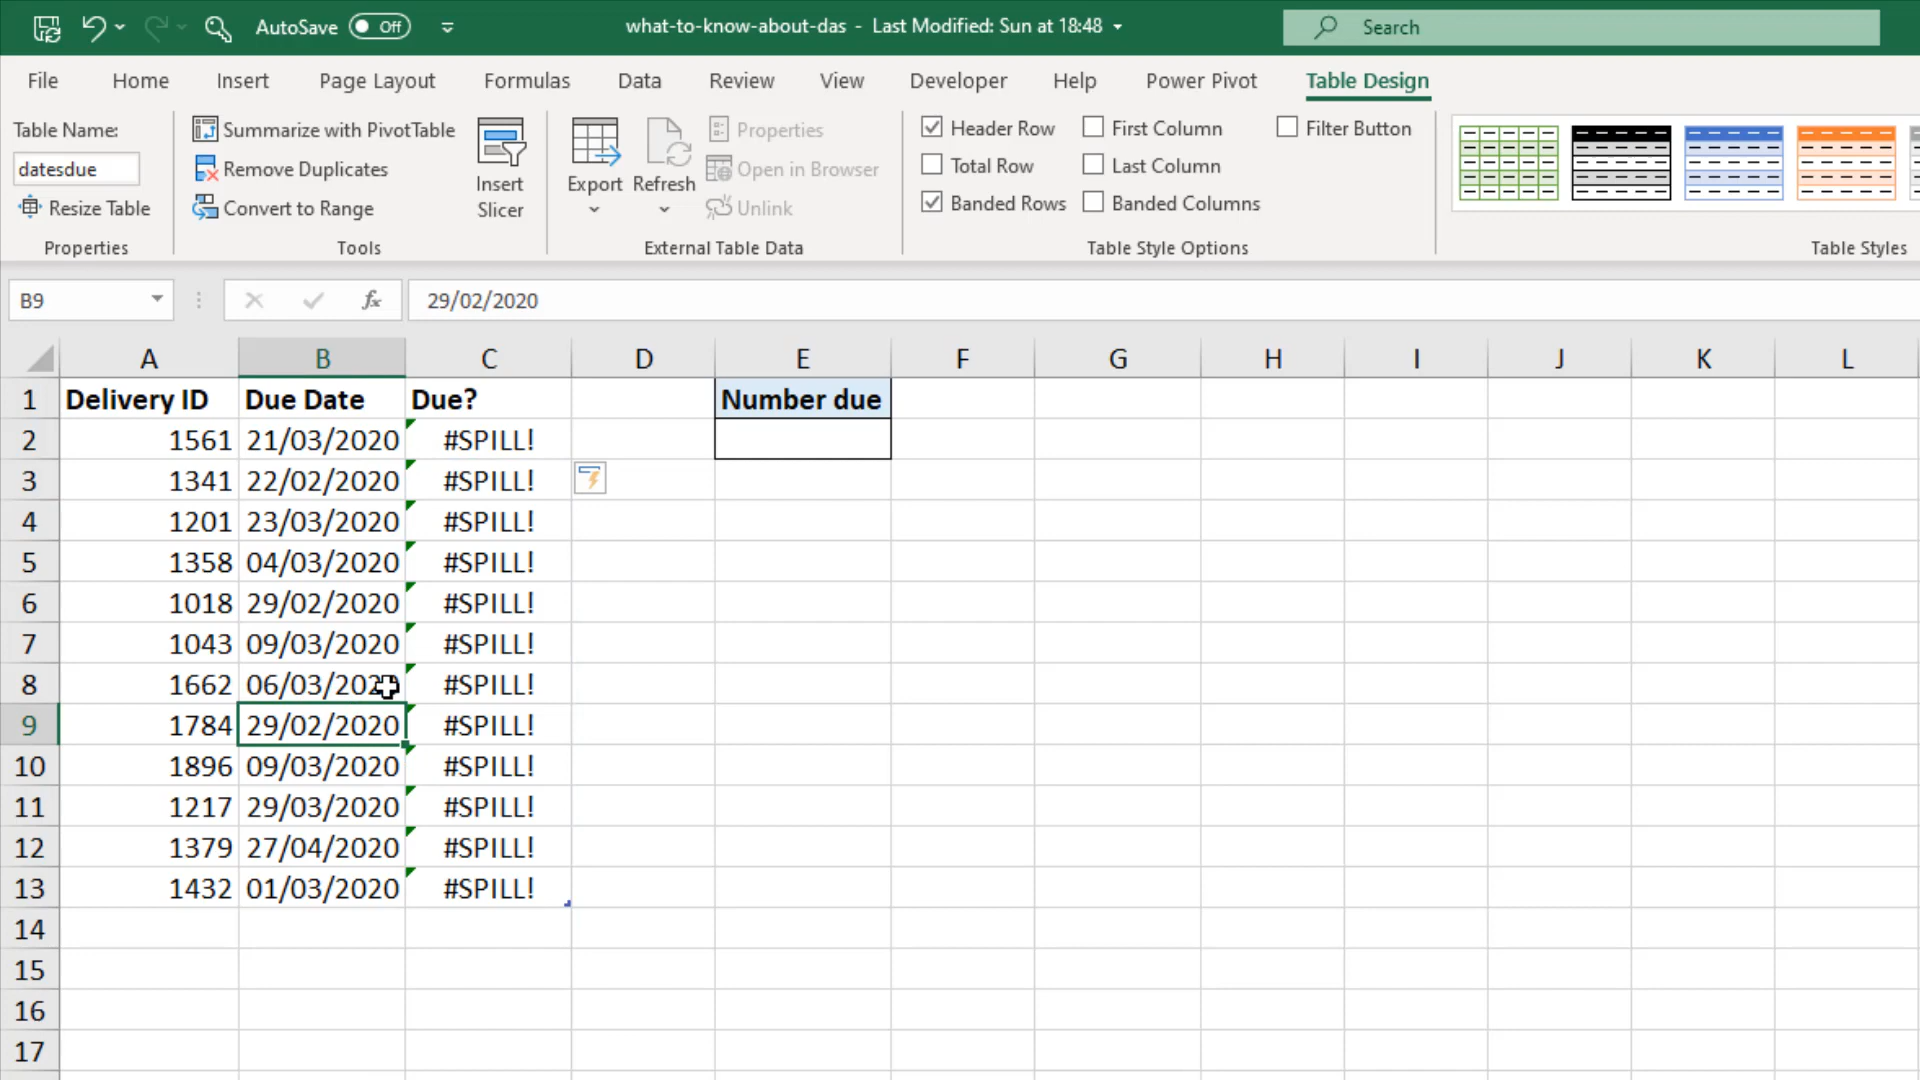 AutoSave Off what-to-know-about-das - Last Modified: Sun at 18:48 Search
File Home Insert Page Layout Formulas Data Review View Developer Help Power Pivot Table Design
Table Name: Summarize with PivotTable Properties Header Row First Column Filter Button
datesdue Remove Duplicates Insert Slicer Export Refresh Open in Browser Total Row Last Column
Resize Table Convert to Range Unlink Banded Rows Banded Columns
Properties Tools External Table Data Table Style Options Table Styles
B9 fx 29/02/2020
A B C D E F G H I J K L
1 Delivery ID Due Date Due? Number due
2 1561 21/03/2020 #SPILL!
3 1341 22/02/2020 #SPILL!
4 1201 23/03/2020 #SPILL!
5 1358 04/03/2020 #SPILL!
6 1018 29/02/2020 #SPILL!
7 1043 09/03/2020 #SPILL!
8 1662 06/03/2020 #SPILL!
9 1784 29/02/2020 #SPILL!
10 1896 09/03/2020 #SPILL!
11 1217 29/03/2020 #SPILL!
12 1379 27/04/2020 #SPILL!
13 1432 01/03/2020 #SPILL!
14
15
16
17